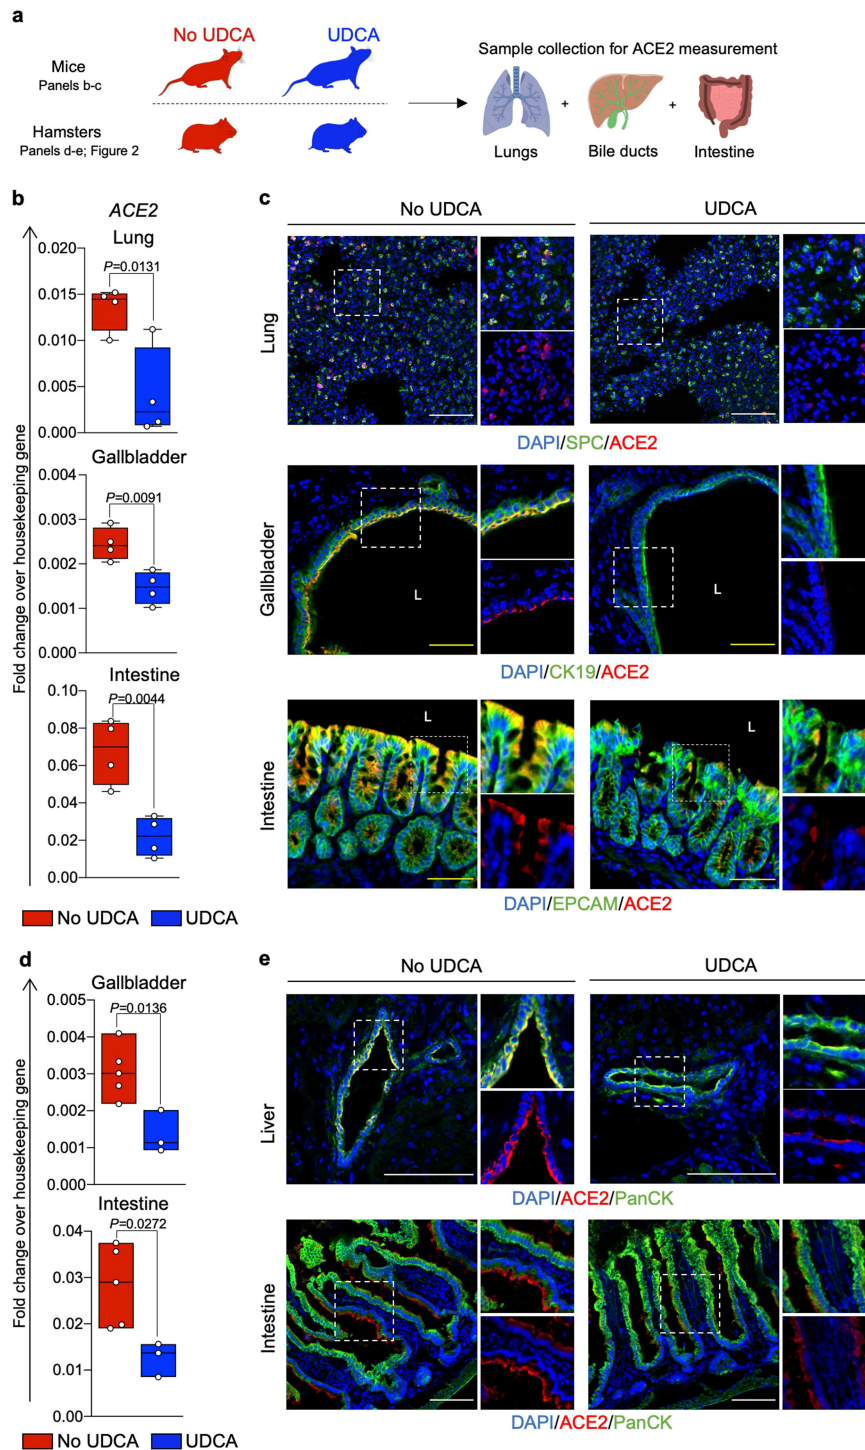 a
No UDCA
UDCA
Sample collection for ACE2 measurement
Mice
Panels b-c
+
+
Hamsters
Panels d-e; Figure 2
Lungs
Bile ducts
Intestine
b
ACE2
Lung
Fold change over housekeeping gene
0.020
0.015
0.010
0.005
0.000
P=0.0131
Gallbladder
0.004
0.003
0.002
0.001
0.000
P=0.0091
Intestine
0.10
0.08
0.06
0.04
0.02
0.00
P=0.0044
No UDCA
UDCA
c
No UDCA
UDCA
Lung
DAPI/SPC/ACE2
Gallbladder
L
L
DAPI/CK19/ACE2
Intestine
L
L
DAPI/EPCAM/ACE2
d
Gallbladder
Fold change over housekeeping gene
0.005
0.004
0.003
0.002
0.001
0.000
P=0.0136
Intestine
0.04
0.03
0.02
0.01
0.00
P=0.0272
No UDCA
UDCA
e
No UDCA
UDCA
Liver
DAPI/ACE2/PanCK
Intestine
DAPI/ACE2/PanCK